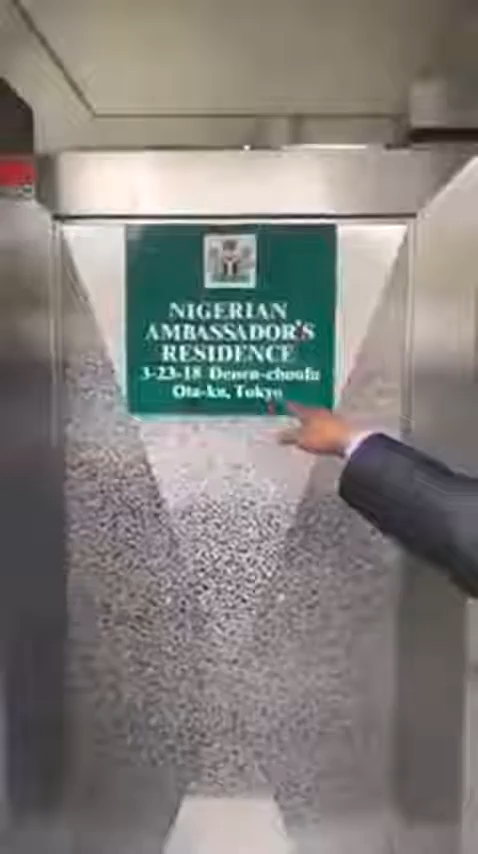 NIGERIAN
AMBASSADOR'S
RESIDENCE
3-23-18 Denen-choufu
Ota-ku, Tokyo